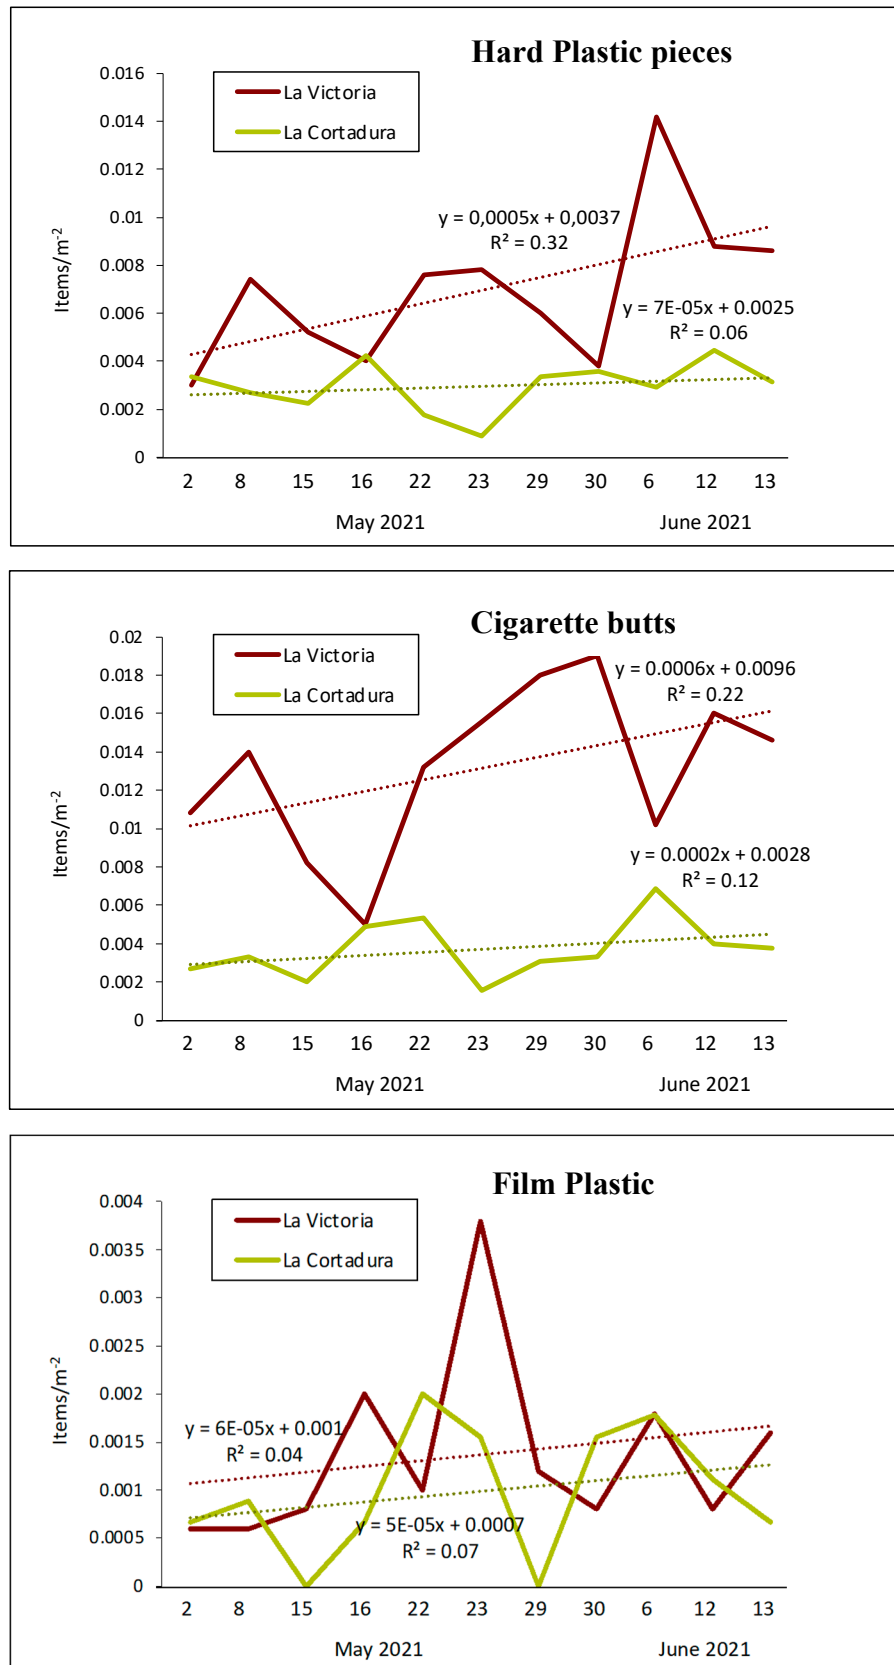 Hard Plastic pieces
0.016
0.014
0.012
0.01
0.008
0.006
0.004
0.002
0
Items/m-2
La Victoria
La Cortadura
y = 0,0005x + 0,0037
R² = 0.32
y = 7E-05x + 0.0025
R² = 0.06
2 8 15 16 22 23 29 30 6 12 13
May 2021 June 2021
Cigarette butts
0.02
0.018
0.016
0.014
0.012
0.01
0.008
0.006
0.004
0.002
0
Items/m-2
La Victoria
La Cortadura
y = 0.0006x + 0.0096
R² = 0.22
y = 0.0002x + 0.0028
R² = 0.12
2 8 15 16 22 23 29 30 6 12 13
May 2021 June 2021
Film Plastic
0.004
0.0035
0.003
0.0025
0.002
0.0015
0.001
0.0005
0
Items/m-2
La Victoria
La Cortadura
y = 6E-05x + 0.001
R² = 0.04
y = 5E-05x + 0.0007
R² = 0.07
2 8 15 16 22 23 29 30 6 12 13
May 2021 June 2021